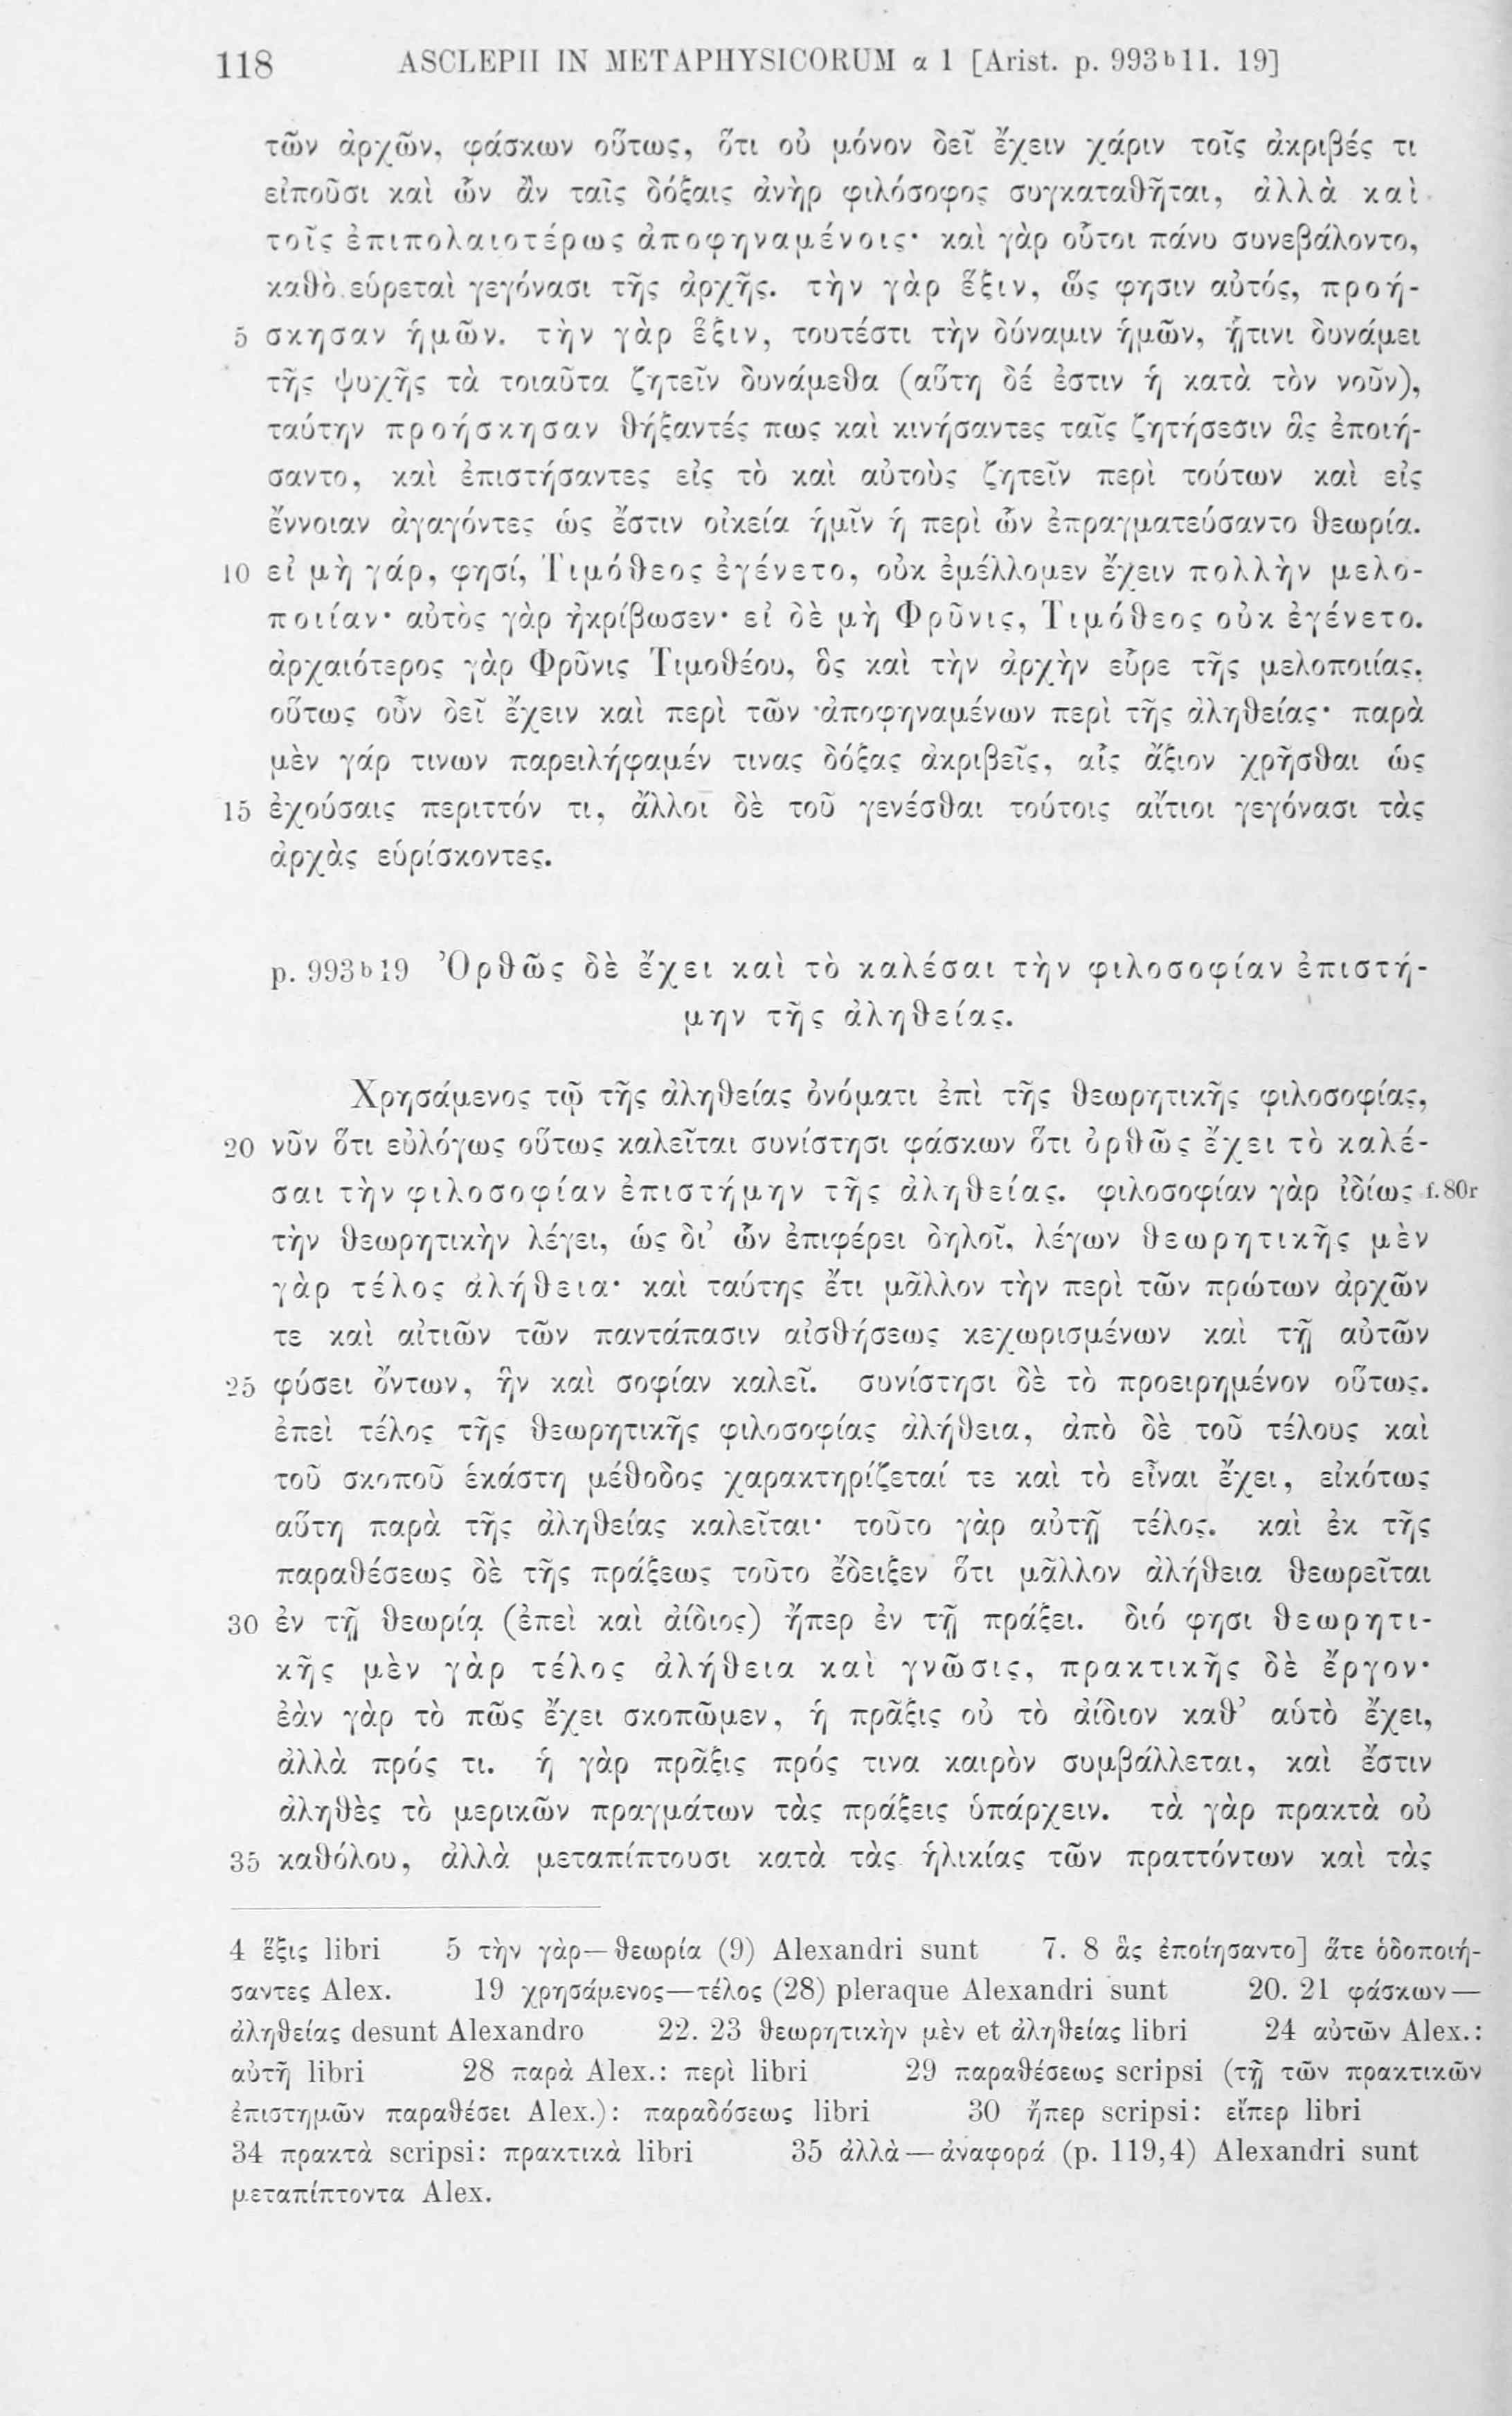 118 ASCLEPII IN METAPHYSICORUM α 1 [Arist. p. 993ᵇ11. 19]
τῶν ἀρχῶν, φάσκων οὕτως, ὅτι οὐ μόνον δεῖ ἔχειν χάριν τοῖς ἀκριβές τι
εἰποῦσι καὶ ὧν ἂν ταῖς δόξαις ἀνὴρ φιλόσοφος συγκαταθῆται, ἀλλὰ καὶ
τοῖς ἐπιπολαιοτέρως ἀποφηναμένοις· καὶ γὰρ οὗτοι πάνυ συνεβάλοντο,
καθὸ εὑρεταὶ γεγόνασι τῆς ἀρχῆς. τὴν γὰρ ἕξιν, ὥς φησιν αὐτός, προή-
5 σκησαν ἡμῶν. τὴν γὰρ ἕξιν, τουτέστι τὴν δύναμιν ἡμῶν, ᾗτινι δυνάμει
τῆς ψυχῆς τὰ τοιαῦτα ζητεῖν δυνάμεθα (αὕτη δέ ἐστιν ἡ κατὰ τὸν νοῦν),
ταύτην προήσκησαν θήξαντές πως καὶ κινήσαντες ταῖς ζητήσεσιν ἃς ἐποιή-
σαντο, καὶ ἐπιστήσαντες εἰς τὸ καὶ αὐτοὺς ζητεῖν περὶ τούτων καὶ εἰς
ἔννοιαν ἀγαγόντες ὡς ἔστιν οἰκεία ἡμῖν ἡ περὶ ὧν ἐπραγματεύσαντο θεωρία.
10 εἰ μὴ γάρ, φησί, Τιμόθεος ἐγένετο, οὐκ ἐμέλλομεν ἔχειν πολλὴν μελο-
ποιίαν· αὐτὸς γὰρ ἠκρίβωσεν· εἰ δὲ μὴ Φρῦνις, Τιμόθεος οὐκ ἐγένετο.
ἀρχαιότερος γὰρ Φρῦνις Τιμοθέου, ὃς καὶ τὴν ἀρχὴν εὗρε τῆς μελοποιίας.
οὕτως οὖν δεῖ ἔχειν καὶ περὶ τῶν ἀποφηναμένων περὶ τῆς ἀληθείας· παρὰ
μὲν γάρ τινων παρειλήφαμέν τινας δόξας ἀκριβεῖς, αἷς ἄξιον χρῆσθαι ὡς
15 ἐχούσαις περιττόν τι, ἄλλοι δὲ τοῦ γενέσθαι τούτοις αἴτιοι γεγόνασι τὰς
ἀρχὰς εὑρίσκοντες.
p. 993ᵇ19 Ὀρθῶς δὲ ἔχει καὶ τὸ καλέσαι τὴν φιλοσοφίαν ἐπιστή-
μην τῆς ἀληθείας.
Χρησάμενος τῷ τῆς ἀληθείας ὀνόματι ἐπὶ τῆς θεωρητικῆς φιλοσοφίας,
20 νῦν ὅτι εὐλόγως οὕτως καλεῖται συνίστησι φάσκων ὅτι ὀρθῶς ἔχει τὸ καλέ-
σαι τὴν φιλοσοφίαν ἐπιστήμην τῆς ἀληθείας. φιλοσοφίαν γὰρ ἰδίως f. 80r
τὴν θεωρητικὴν λέγει, ὡς δι’ ὧν ἐπιφέρει δηλοῖ, λέγων θεωρητικῆς μὲν
γὰρ τέλος ἀλήθεια· καὶ ταύτης ἔτι μᾶλλον τὴν περὶ τῶν πρώτων ἀρχῶν
τε καὶ αἰτιῶν τῶν παντάπασιν αἰσθήσεως κεχωρισμένων καὶ τῇ αὐτῶν
25 φύσει ὄντων, ἣν καὶ σοφίαν καλεῖ. συνίστησι δὲ τὸ προειρημένον οὕτως.
ἐπεὶ τέλος τῆς θεωρητικῆς φιλοσοφίας ἀλήθεια, ἀπὸ δὲ τοῦ τέλους καὶ
τοῦ σκοποῦ ἑκάστη μέθοδος χαρακτηρίζεταί τε καὶ τὸ εἶναι ἔχει, εἰκότως
αὕτη παρὰ τῆς ἀληθείας καλεῖται· τοῦτο γὰρ αὐτῇ τέλος. καὶ ἐκ τῆς
παραθέσεως δὲ τῆς πράξεως τοῦτο ἔδειξεν ὅτι μᾶλλον ἀλήθεια θεωρεῖται
30 ἐν τῇ θεωρίᾳ (ἐπεὶ καὶ ἀίδιος) ἤπερ ἐν τῇ πράξει. διό φησι θεωρητι-
κῆς μὲν γὰρ τέλος ἀλήθεια καὶ γνῶσις, πρακτικῆς δὲ ἔργον·
ἐὰν γὰρ τὸ πῶς ἔχει σκοπῶμεν, ἡ πρᾶξις οὐ τὸ ἀίδιον καθ’ αὑτὸ ἔχει,
ἀλλὰ πρός τι. ἡ γὰρ πρᾶξις πρός τινα καιρὸν συμβάλλεται, καὶ ἔστιν
ἀληθὲς τὸ μερικῶν πραγμάτων τὰς πράξεις ὑπάρχειν. τὰ γὰρ πρακτὰ οὐ
35 καθόλου, ἀλλὰ μεταπίπτουσι κατὰ τὰς ἡλικίας τῶν πραττόντων καὶ τὰς
4 ἕξις libri 5 τὴν γὰρ—θεωρία (9) Alexandri sunt 7. 8 ἃς ἐποίησαντο] ἅτε ὁδοποιή-
σαντες Alex. 19 χρησάμενος—τέλος (28) pleraque Alexandri sunt 20. 21 φάσκων—
ἀληθείας desunt Alexandro 22. 23 θεωρητικὴν μὲν et ἀληθείας libri 24 αὐτῶν Alex.:
αὐτῇ libri 28 παρὰ Alex.: περὶ libri 29 παραθέσεως scripsi (τῇ τῶν πρακτικῶν
ἐπιστημῶν παραθέσει Alex.): παραδόσεως libri 30 ἤπερ scripsi: εἴπερ libri
34 πρακτὰ scripsi: πρακτικὰ libri 35 ἀλλὰ—ἀναφορά (p. 119,4) Alexandri sunt
μεταπίπτοντα Alex.